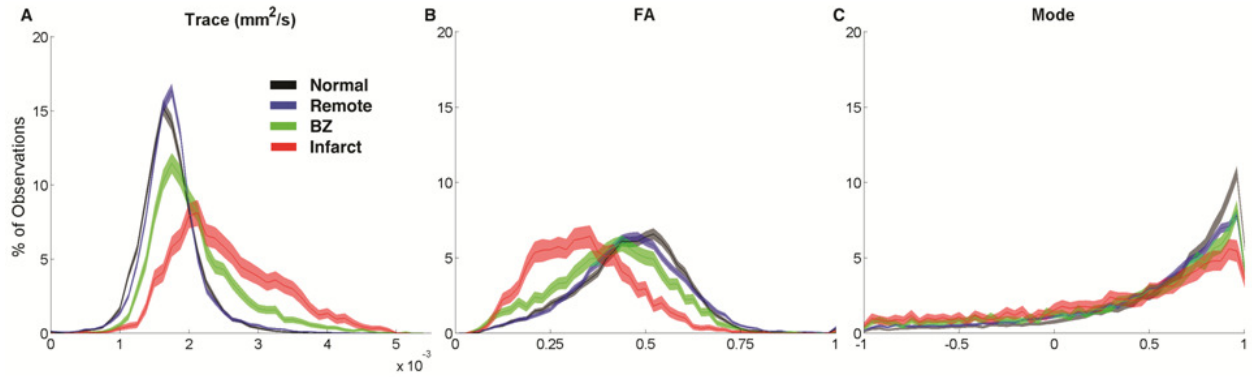 A
Trace (mm²/s)
B
FA
C
Mode
% of Observations
20
15
10
5
0
Normal
Remote
BZ
Infarct
0
1
2
3
4
5
x 10⁻³
20
15
10
5
0
0
0.25
0.5
0.75
1
20
15
10
5
0
-1
-0.5
0
0.5
1